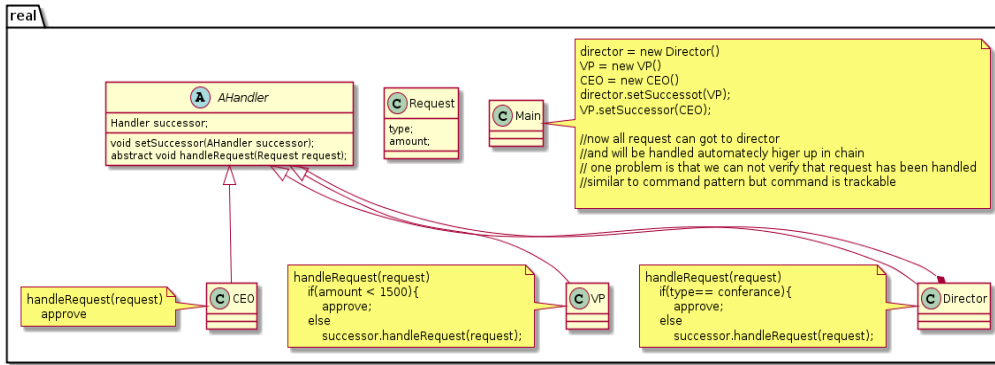 real
A AHandler
Handler successor;
void setSuccessor(AHandler successor);
abstract void handleRequest(Request request);
C Request
type;
amount;
C Main
director = new Director()
VP = new VP()
CEO = new CEO()
director.setSuccessot(VP);
VP.setSuccessor(CEO);
//now all request can got to director
//and will be handled automatecly higer up in chain
// one problem is that we can not verify that request has been handled
//similar to command pattern but command is trackable
handleRequest(request)
approve
C CEO
handleRequest(request)
if(amount < 1500){
approve;
else
successor.handleRequest(request);
C VP
handleRequest(request)
if(type== conferance){
approve;
else
successor.handleRequest(request);
C Director